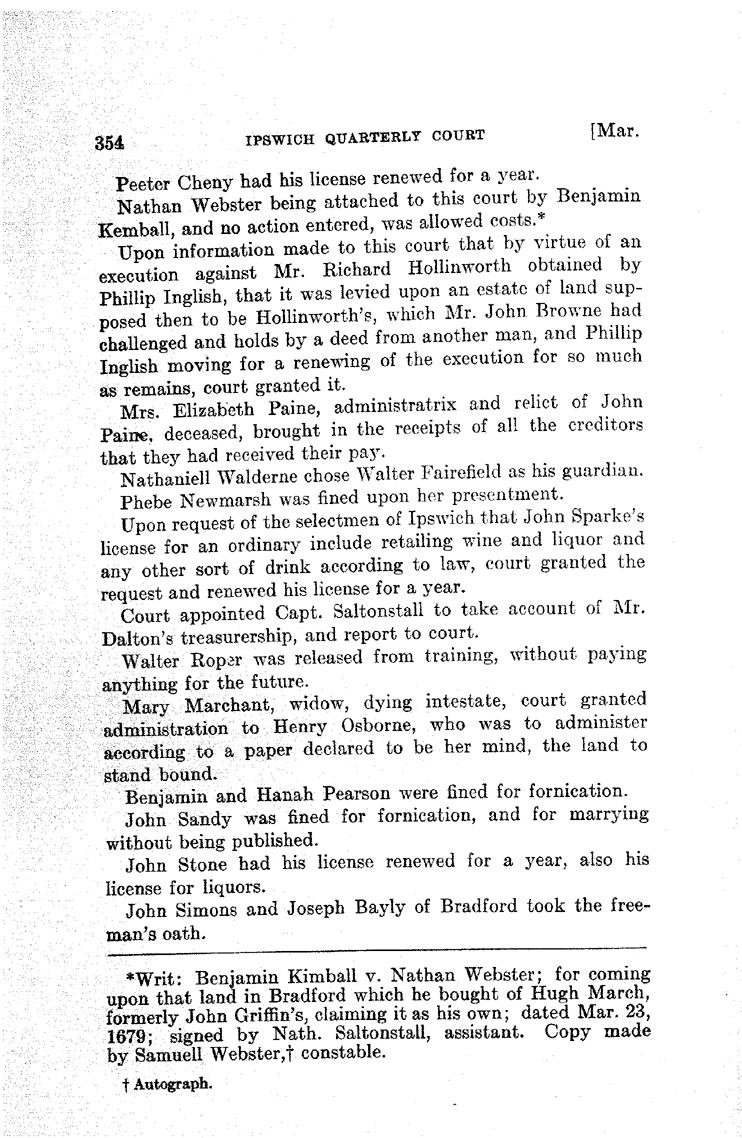 354 IPSWICH QUARTERLY COURT [Mar.
Peeter Cheny had his license renewed for a year.
Nathan Webster being attached to this court by Benjamin
Kemball, and no action entered, was allowed costs.*
Upon information made to this court that by virtue of an
execution against Mr. Richard Hollinworth obtained by
Phillip Inglish, that it was levied upon an estate of land sup-
posed then to be Hollinworth's, which Mr. John Browne had
challenged and holds by a deed from another man, and Phillip
Inglish moving for a renewing of the execution for so much
as remains, court granted it.
Mrs. Elizabeth Paine, administratrix and relict of John
Paine, deceased, brought in the receipts of all the creditors
that they had received their pay.
Nathaniell Walderne chose Walter Fairefield as his guardian.
Phebe Newmarsh was fined upon her presentment.
Upon request of the selectmen of Ipswich that John Sparke's
license for an ordinary include retailing wine and liquor and
any other sort of drink according to law, court granted the
request and renewed his license for a year.
Court appointed Capt. Saltonstall to take account of Mr.
Dalton's treasurership, and report to court.
Walter Roper was released from training, without paying
anything for the future.
Mary Marchant, widow, dying intestate, court granted
administration to Henry Osborne, who was to administer
according to a paper declared to be her mind, the land to
stand bound.
Benjamin and Hanah Pearson were fined for fornication.
John Sandy was fined for fornication, and for marrying
without being published.
John Stone had his license renewed for a year, also his
license for liquors.
John Simons and Joseph Bayly of Bradford took the free-
man's oath.
*Writ: Benjamin Kimball v. Nathan Webster; for coming
upon that land in Bradford which he bought of Hugh March,
formerly John Griffin's, claiming it as his own; dated Mar. 23,
1679; signed by Nath. Saltonstall, assistant. Copy made
by Samuell Webster,† constable.
† Autograph.